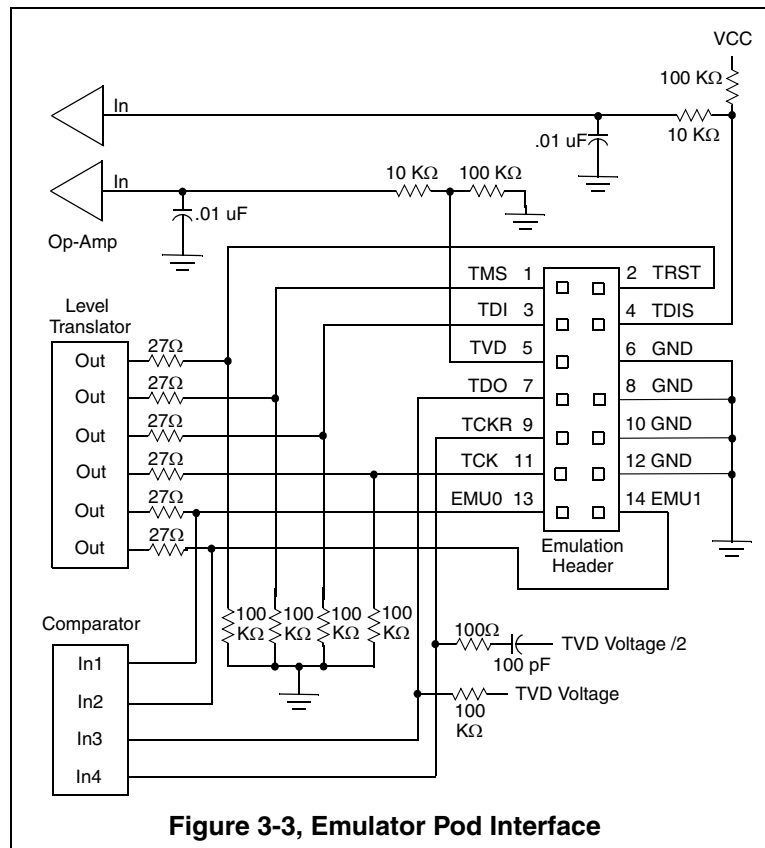 VCC
100 KΩ
In
10 KΩ
.01 uF
10 KΩ 100 KΩ
In
.01 uF
Op-Amp
TMS 1
2 TRST
TDI 3
4 TDIS
TVD 5
6 GND
TDO 7
8 GND
TCKR 9
10 GND
TCK 11
12 GND
EMU0 13
14 EMU1
Emulation
Header
Level
Translator
Out 27Ω
Out 27Ω
Out 27Ω
Out 27Ω
Out 27Ω
Out 27Ω
100 100 100 100
KΩ KΩ KΩ KΩ
100Ω
100 pF
TVD Voltage /2
TVD Voltage
100
KΩ
Comparator
In1
In2
In3
In4
Figure 3-3, Emulator Pod Interface